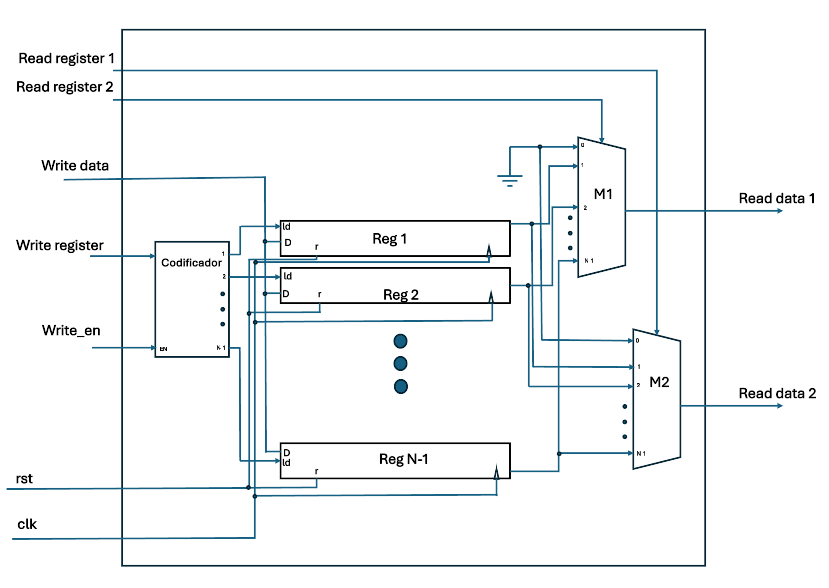 Read register 1
Read register 2
Write data
Write register
Write_en
rst
clk
Codificador
1
2
EN
N-1
ld
D
r
Reg 1
ld
D
r
Reg 2
D
ld
r
Reg N-1
0
1
M1
2
N-1
0
1
M2
2
N-1
Read data 1
Read data 2